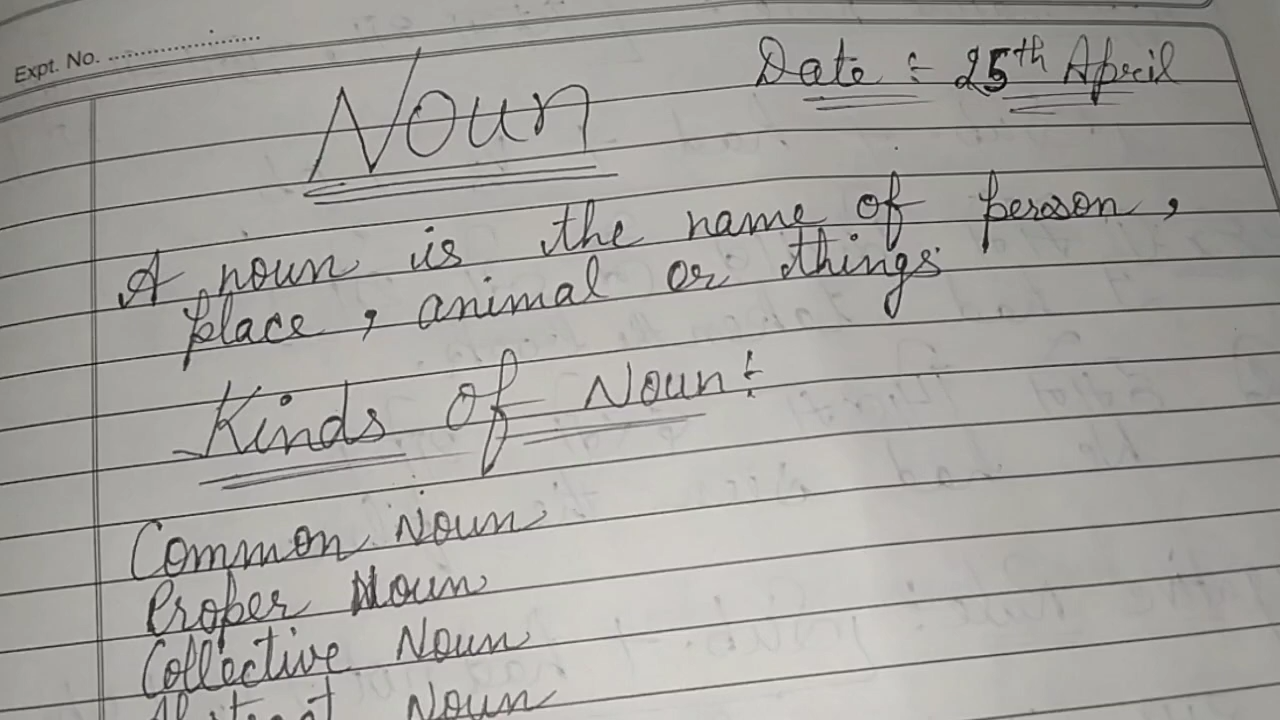 Expt. No. ..........................
Date : 25th April
Noun
A noun is the name of person,
place, animal or things.
Kinds of Noun:
Common Noun
Proper Noun
Collective Noun
Abstract Noun